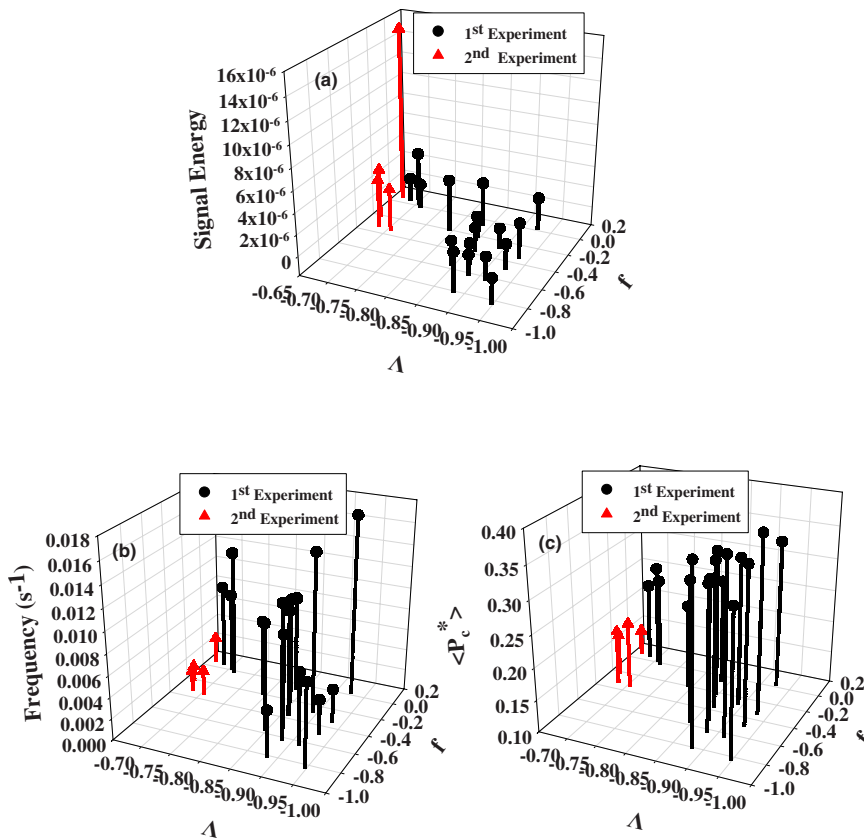 1st Experiment
2nd Experiment
(a)
Signal Energy
16x10-6
14x10-6
12x10-6
10x10-6
8x10-6
6x10-6
4x10-6
2x10-6
0
-0.65
-0.70
-0.75
-0.80
-0.85
-0.90
-0.95
-1.00
Λ
0.2
0.0
-0.2
-0.4
-0.6
-0.8
-1.0
f
1st Experiment
2nd Experiment
(b)
Frequency (s-1)
0.018
0.016
0.014
0.012
0.010
0.008
0.006
0.004
0.002
0.000
-0.70
-0.75
-0.80
-0.85
-0.90
-0.95
-1.00
Λ
0.2
0.0
-0.2
-0.4
-0.6
-0.8
-1.0
f
1st Experiment
2nd Experiment
(c)
<Pc*>
0.40
0.35
0.30
0.25
0.20
0.15
0.10
-0.70
-0.75
-0.80
-0.85
-0.90
-0.95
-1.00
Λ
0.2
0.0
-0.2
-0.4
-0.6
-0.8
-1.0
f